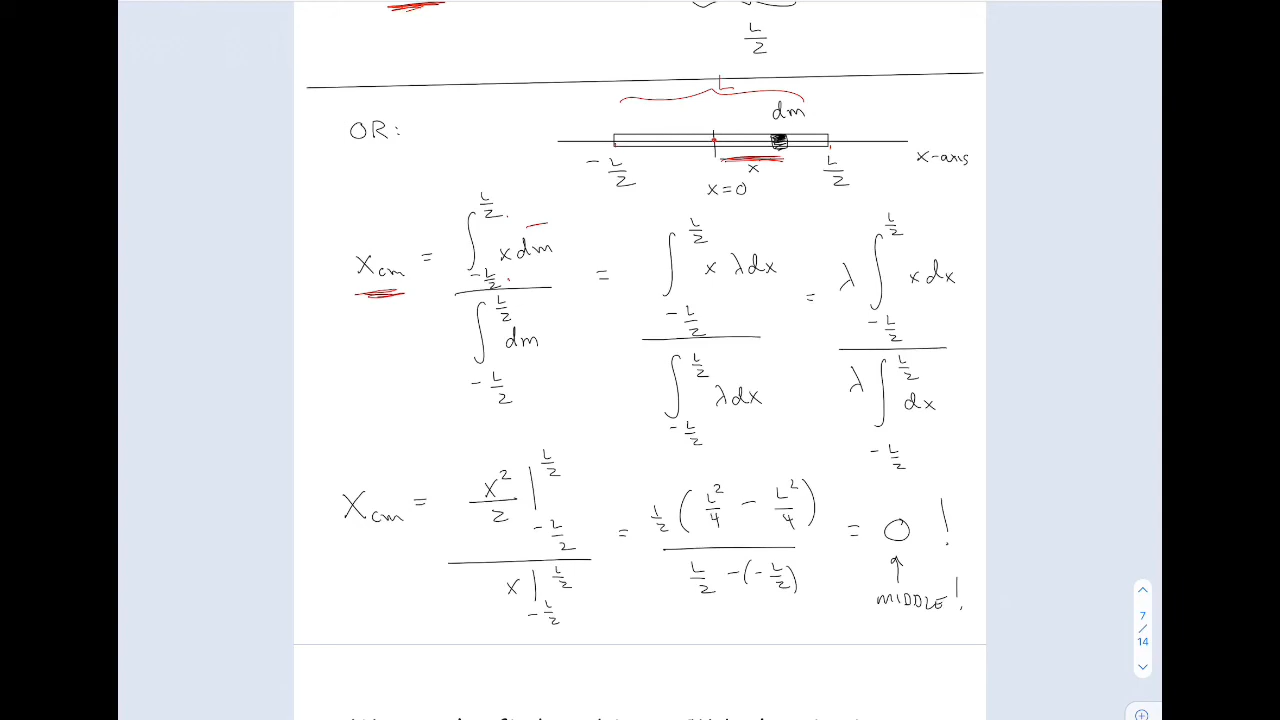 L/2
L
dm
OR:
-L/2 x L/2 x-axis
x=0
x_cm = ∫_{-L/2}^{L/2} x dm / ∫_{-L/2}^{L/2} dm = ∫_{-L/2}^{L/2} x λdx / ∫_{-L/2}^{L/2} λdx = λ ∫_{-L/2}^{L/2} x dx / λ ∫_{-L/2}^{L/2} dx
X_cm = x²/2 |_{-L/2}^{L/2} / x |_{-L/2}^{L/2} = 1/2 (L²/4 - L²/4) / L/2 -(-L/2) = 0 !
↑
MIDDLE!
7
/
14